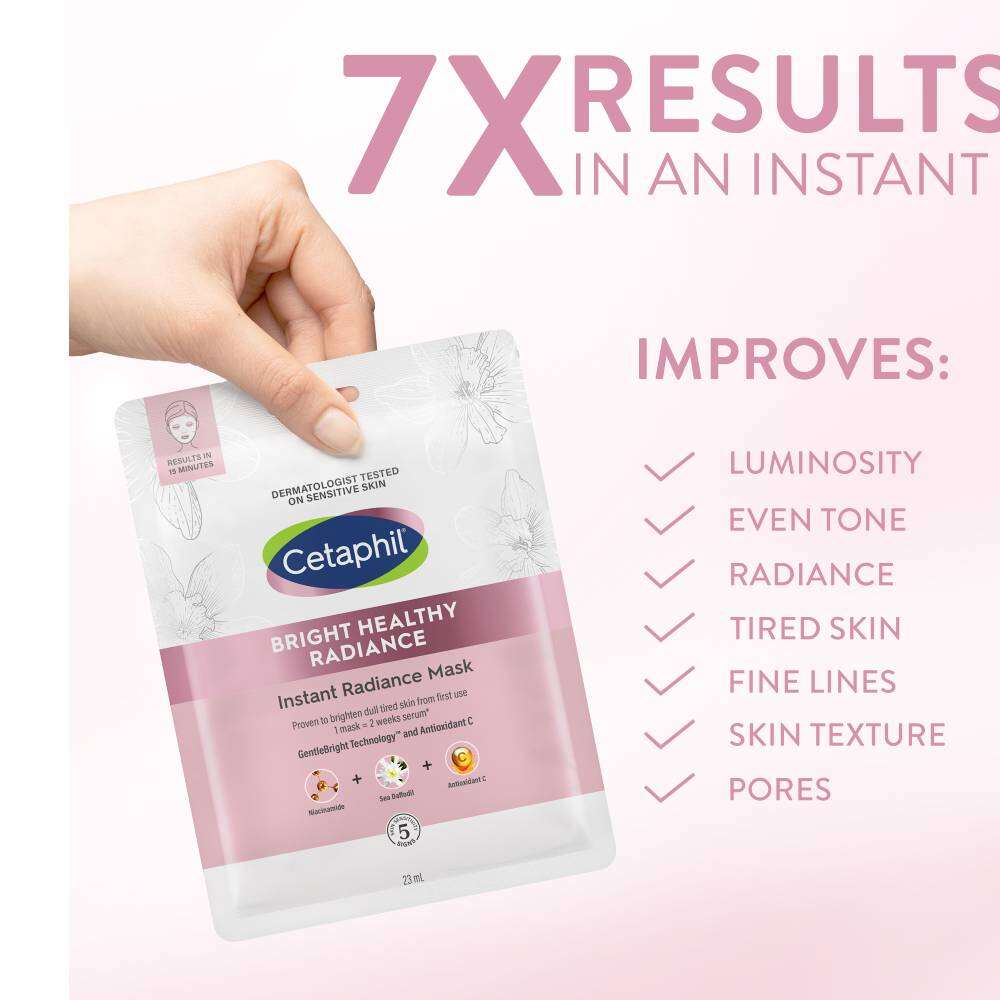 7X RESULTS
IN AN INSTANT
IMPROVES:
LUMINOSITY
EVEN TONE
RADIANCE
TIRED SKIN
FINE LINES
SKIN TEXTURE
PORES
RESULTS IN
15 MINUTES
DERMATOLOGIST TESTED
ON SENSITIVE SKIN
Cetaphil®
BRIGHT HEALTHY
RADIANCE
Instant Radiance Mask
Proven to brighten dull tired skin from first use
1 mask = 2 weeks serum*
GentleBright Technology™ and Antioxidant C
Niacinamide + Sea Daffodil + C Antioxidant C
SKIN SENSITIVITY
5
SIGNS
23 mL